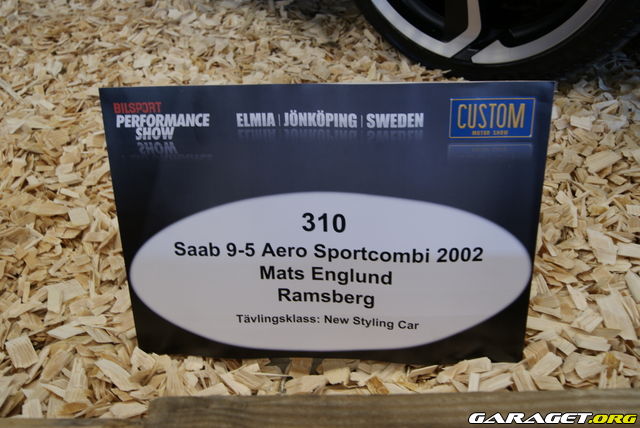 BILSPORT
PERFORMANCE
SHOW
ELMIA | JÖNKÖPING | SWEDEN
CUSTOM
MOTOR SHOW
310
Saab 9-5 Aero Sportcombi 2002
Mats Englund
Ramsberg
Tävlingsklass: New Styling Car
GARAGET.ORG